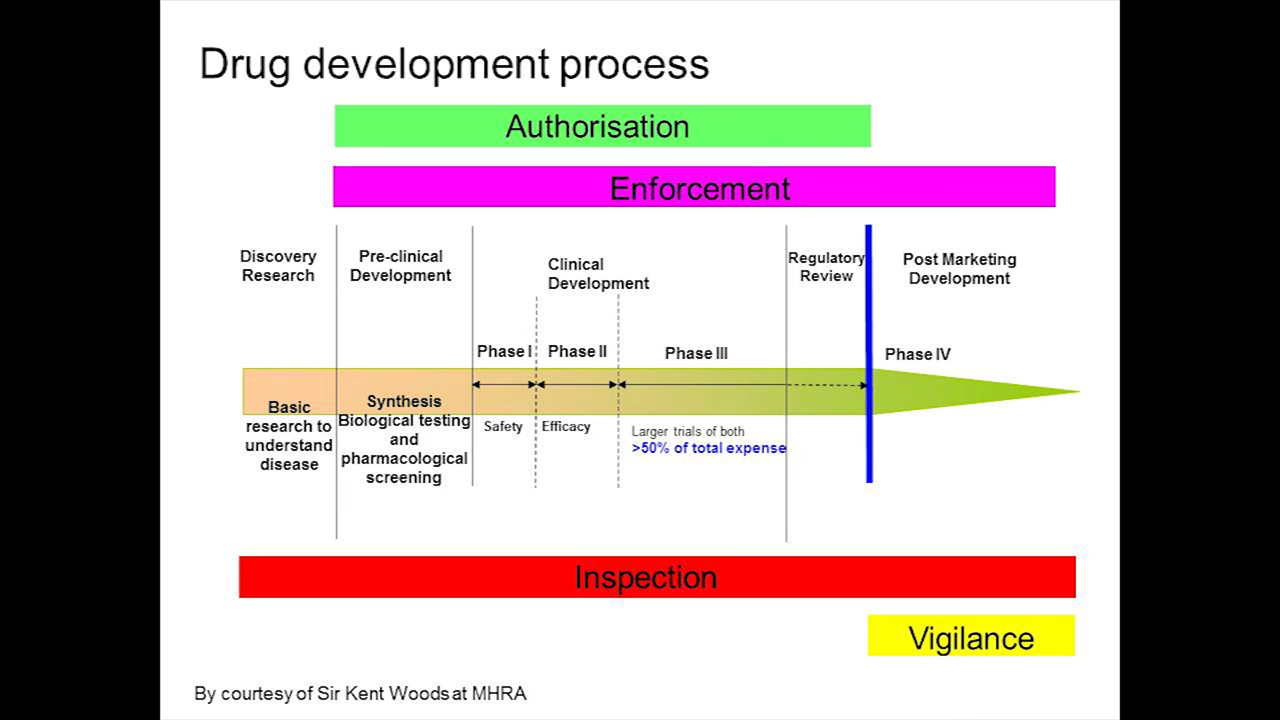 Drug development process
Authorisation
Enforcement
Discovery
Research
Pre-clinical
Development
Clinical
Development
Regulatory
Review
Post Marketing
Development
Phase I
Phase II
Phase III
Phase IV
Basic
research to
understand
disease
Synthesis
Biological testing
and
pharmacological
screening
Safety
Efficacy
Larger trials of both
>50% of total expense
Inspection
Vigilance
By courtesy of Sir Kent Woods at MHRA